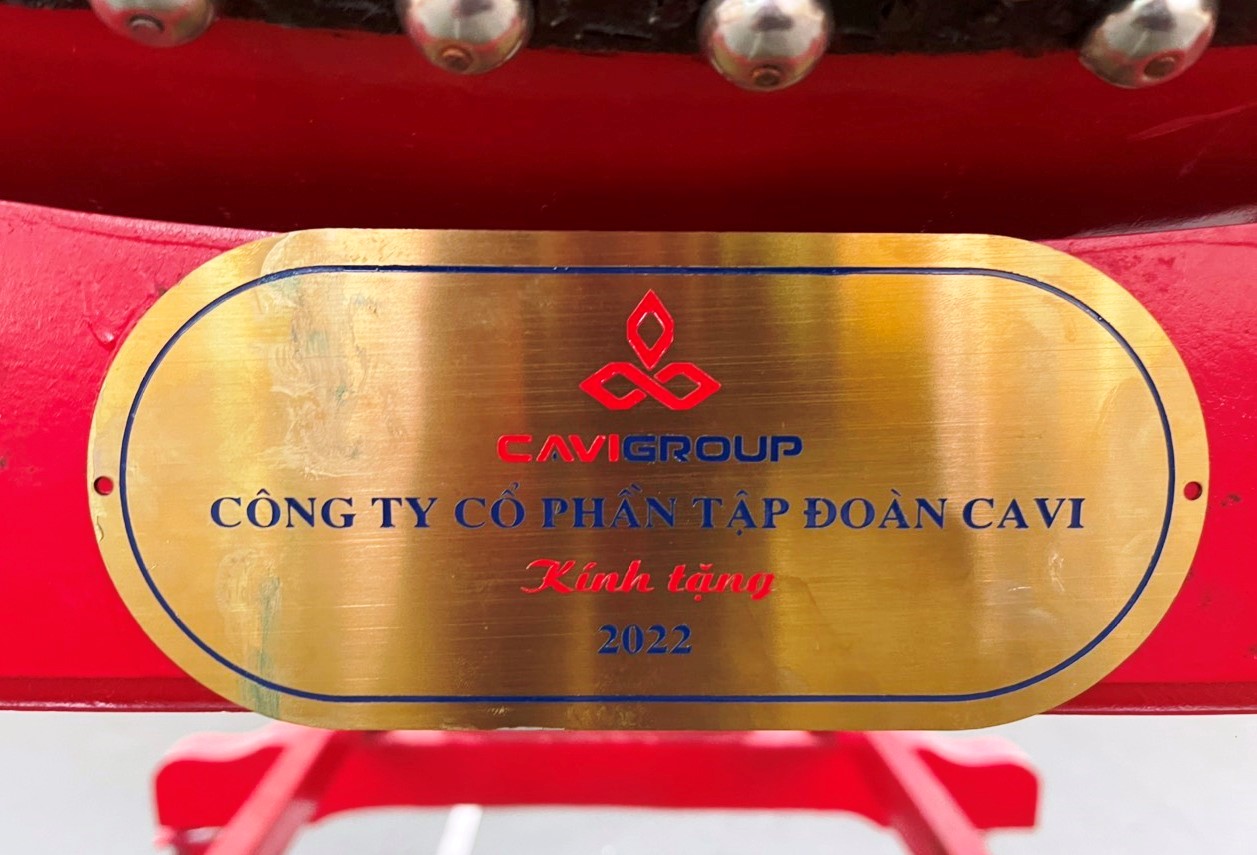 CAVIGROUP
CÔNG TY CỔ PHẦN TẬP ĐOÀN CAVI
Kính tặng
2022